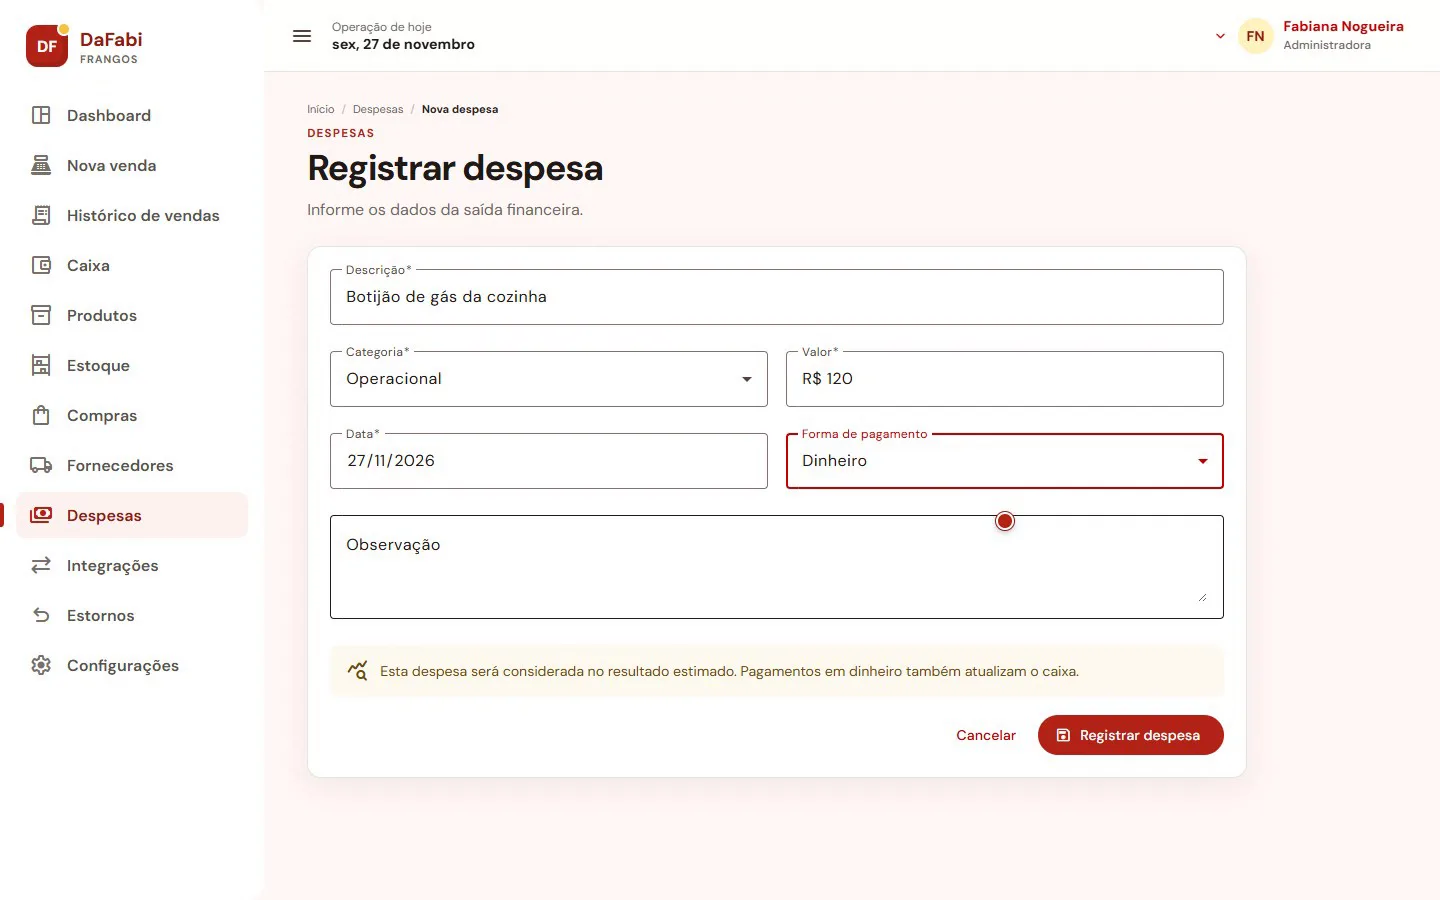 DF
DaFabi
FRANGOS
Dashboard
Nova venda
Histórico de vendas
Caixa
Produtos
Estoque
Compras
Fornecedores
Despesas
Integrações
Estornos
Configurações
Operação de hoje
sex, 27 de novembro
FN
Fabiana Nogueira
Administradora
Início / Despesas / Nova despesa
DESPESAS
Registrar despesa
Informe os dados da saída financeira.
Descrição*
Botijão de gás da cozinha
Categoria*
Operacional
Valor*
R$ 120
Data*
27/11/2026
Forma de pagamento
Dinheiro
Observação
Esta despesa será considerada no resultado estimado. Pagamentos em dinheiro também atualizam o caixa.
Cancelar
Registrar despesa